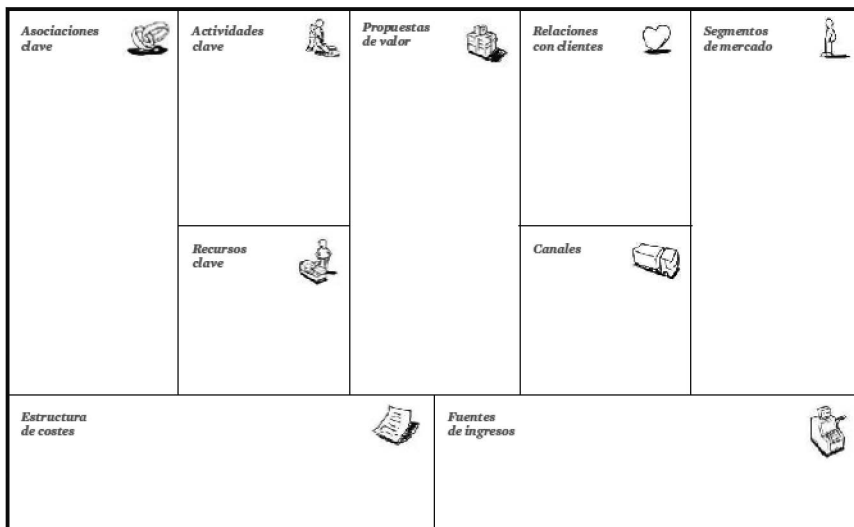 Asociaciones
clave
Actividades
clave
Propuestas
de valor
Relaciones
con clientes
Segmentos
de mercado
Recursos
clave
Canales
Estructura
de costes
Fuentes
de ingresos